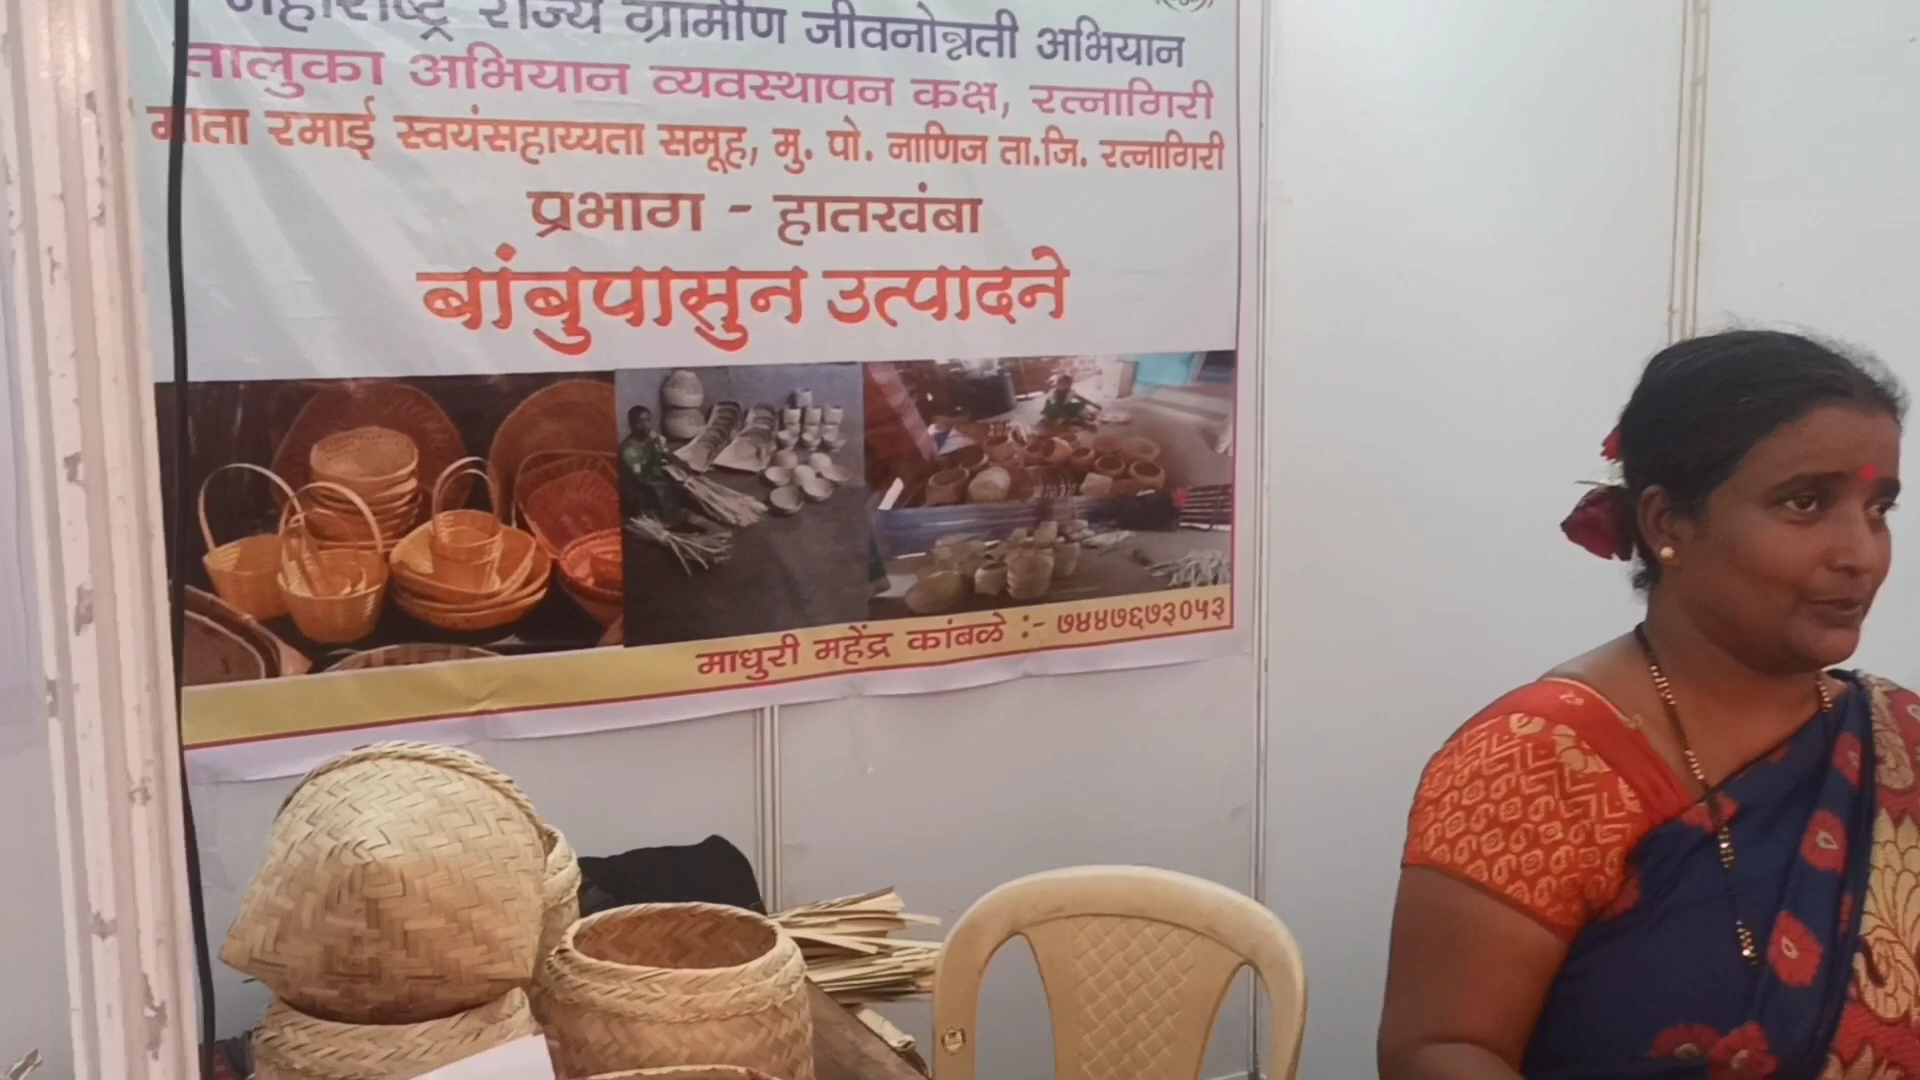 महाराष्ट्र राज्य ग्रामीण जीवनोन्नती अभियान
तालुका अभियान व्यवस्थापन कक्ष, रत्नागिरी
माता रमाई स्वयंसहाय्यता समूह, मु. पो. नाणिज ता.जि. रत्नागिरी
प्रभाग - हातखंबा
बांबुपासुन उत्पादने
माधुरी महेंद्र कांबळे :- ७४४७६७३०५३